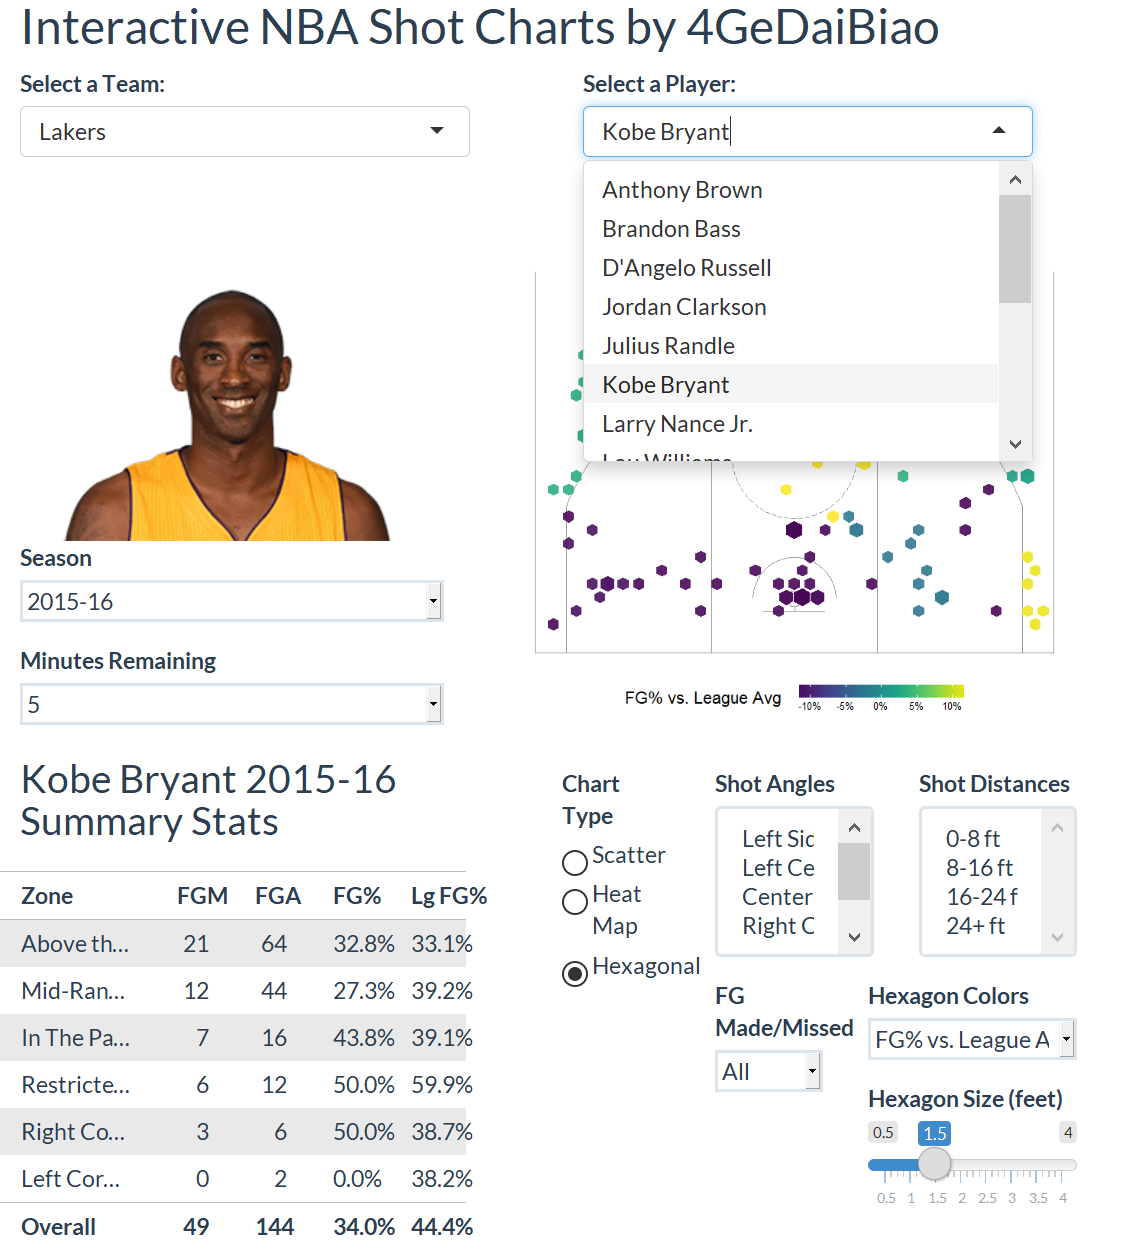 Interactive NBA Shot Charts by 4GeDaiBiao
Select a Team:
Select a Player:
Lakers
Kobe Bryant
Anthony Brown
Brandon Bass
D'Angelo Russell
Jordan Clarkson
Julius Randle
Kobe Bryant
Larry Nance Jr.
Lou Williams
Season
2015-16
Minutes Remaining
5
FG% vs. League Avg
-10% -5% 0% 5% 10%
Kobe Bryant 2015-16
Summary Stats
Zone FGM FGA FG% Lg FG%
Above th... 21 64 32.8% 33.1%
Mid-Ran... 12 44 27.3% 39.2%
In The Pa... 7 16 43.8% 39.1%
Restricte... 6 12 50.0% 59.9%
Right Co... 3 6 50.0% 38.7%
Left Cor... 0 2 0.0% 38.2%
Overall 49 144 34.0% 44.4%
Chart
Type
Scatter
Heat
Map
Hexagonal
Shot Angles
Left Sid
Left Ce
Center
Right C
Shot Distances
0-8 ft
8-16 ft
16-24 f
24+ ft
FG
Made/Missed
All
Hexagon Colors
FG% vs. League A
Hexagon Size (feet)
0.5 1.5 4
0.5 1 1.5 2 2.5 3 3.5 4